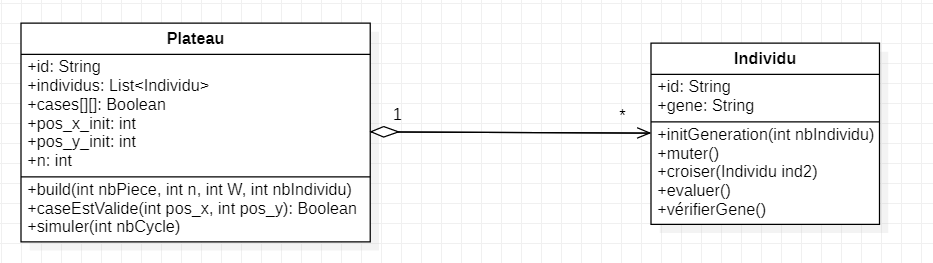 Plateau
+id: String
+individus: List<Individu>
+cases[][]: Boolean
+pos_x_init: int
+pos_y_init: int
+n: int
+build(int nbPiece, int n, int W, int nbIndividu)
+caseEstValide(int pos_x, int pos_y): Boolean
+simuler(int nbCycle)
1
*
Individu
+id: String
+gene: String
+initGeneration(int nbIndividu)
+muter()
+croiser(Individu ind2)
+evaluer()
+vérifierGene()